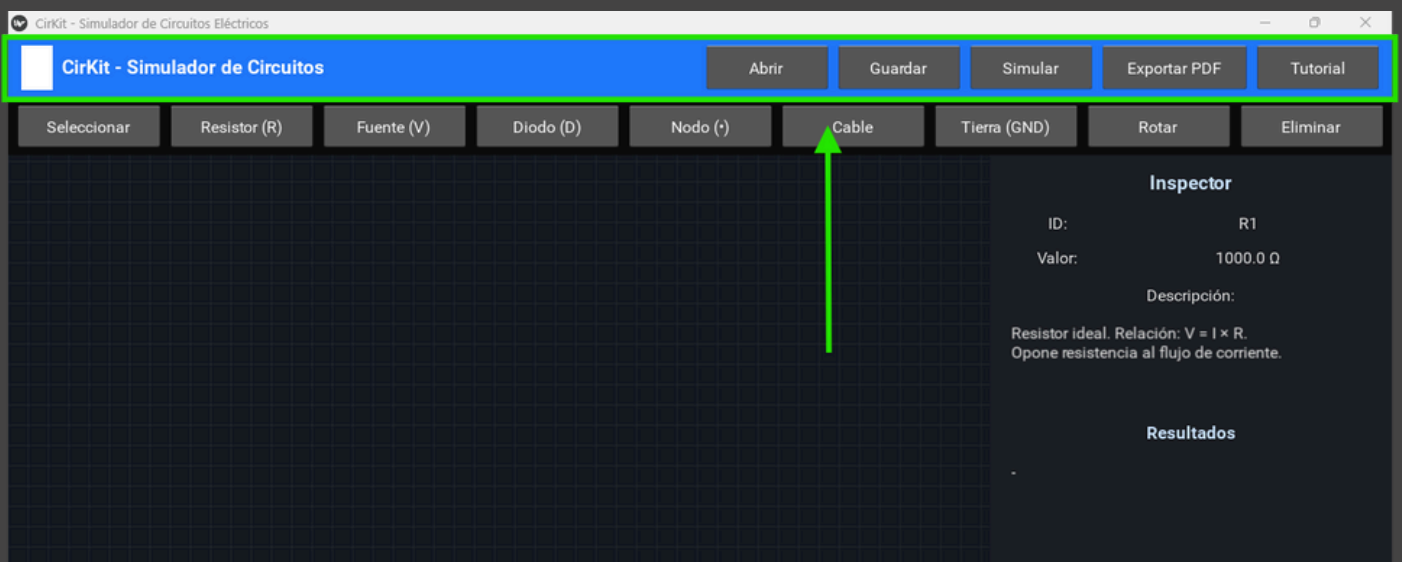 CirKit - Simulador de Circuitos Eléctricos
CirKit - Simulador de Circuitos
Abrir
Guardar
Simular
Exportar PDF
Tutorial
Seleccionar
Resistor (R)
Fuente (V)
Diodo (D)
Nodo (•)
Cable
Tierra (GND)
Rotar
Eliminar
Inspector
ID: R1
Valor: 1000.0 Ω
Descripción:
Resistor ideal. Relación: V = I × R.
Opone resistencia al flujo de corriente.
Resultados
-